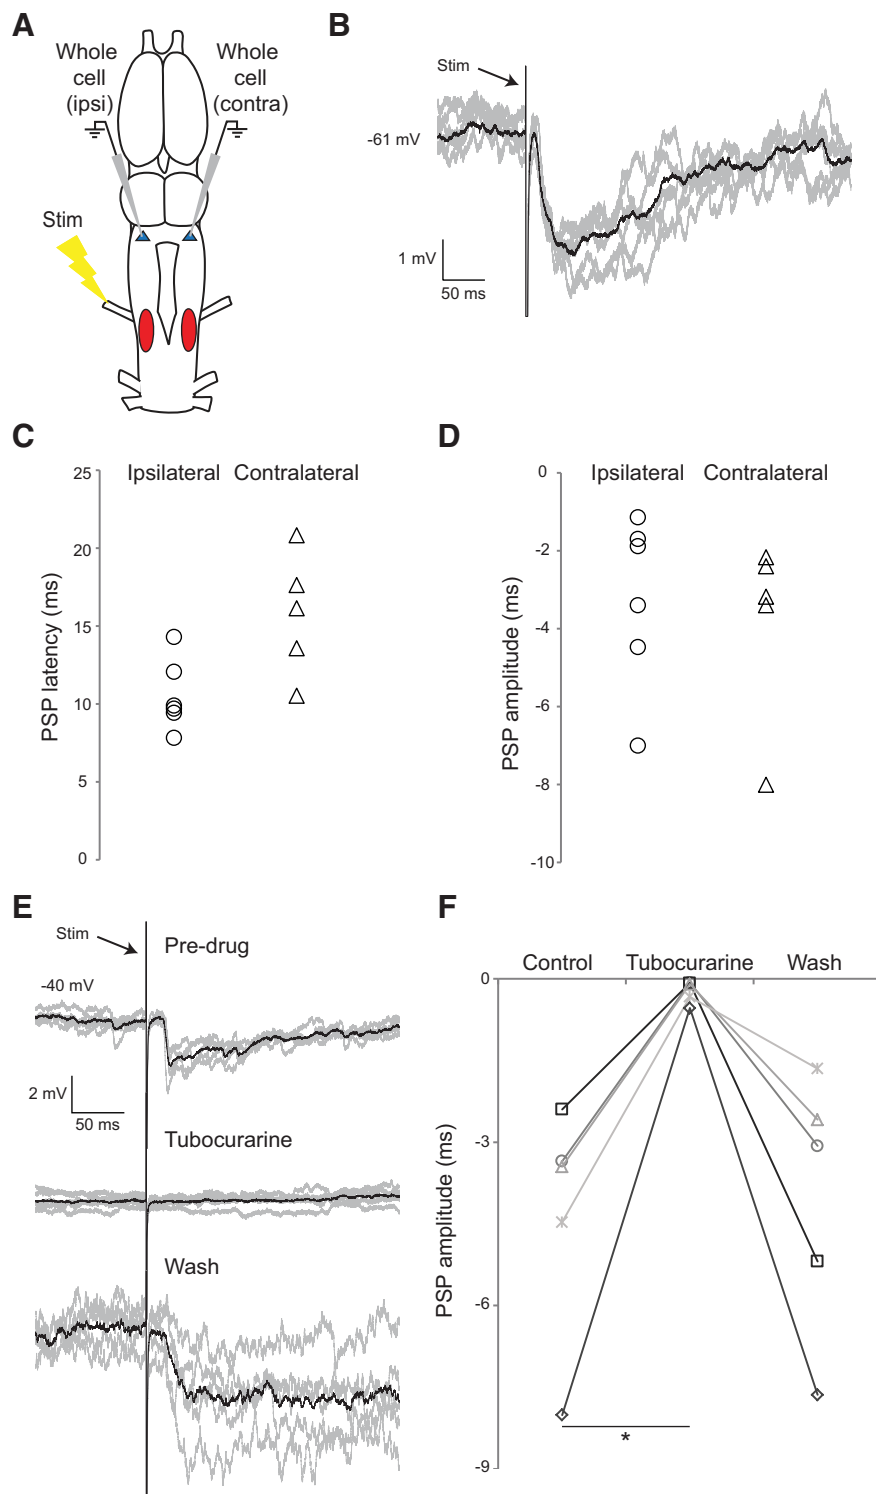 A
Whole
cell
(ipsi)
Whole
cell
(contra)
Stim
B
Stim
-61 mV
1 mV
50 ms
C
Ipsilateral
Contralateral
PSP latency (ms)
25
20
15
10
5
0
D
Ipsilateral
Contralateral
PSP amplitude (ms)
0
-2
-4
-6
-8
-10
E
Stim
Pre-drug
-40 mV
2 mV
50 ms
Tubocurarine
Wash
F
Control
Tubocurarine
Wash
PSP amplitude (ms)
0
-3
-6
-9
*